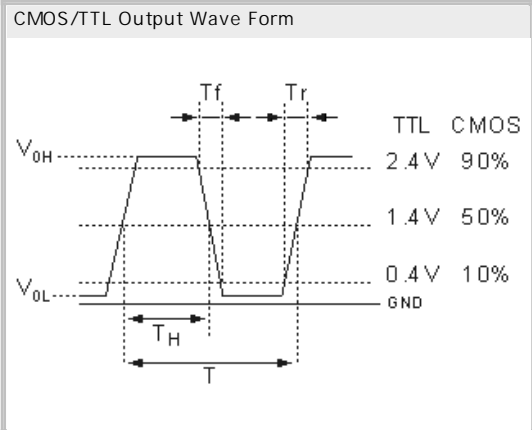 CMOS/TTL Output Wave Form
Tf Tr
TTL CMOS
V0H 2.4V 90%
1.4V 50%
0.4V 10%
V0L GND
TH
T